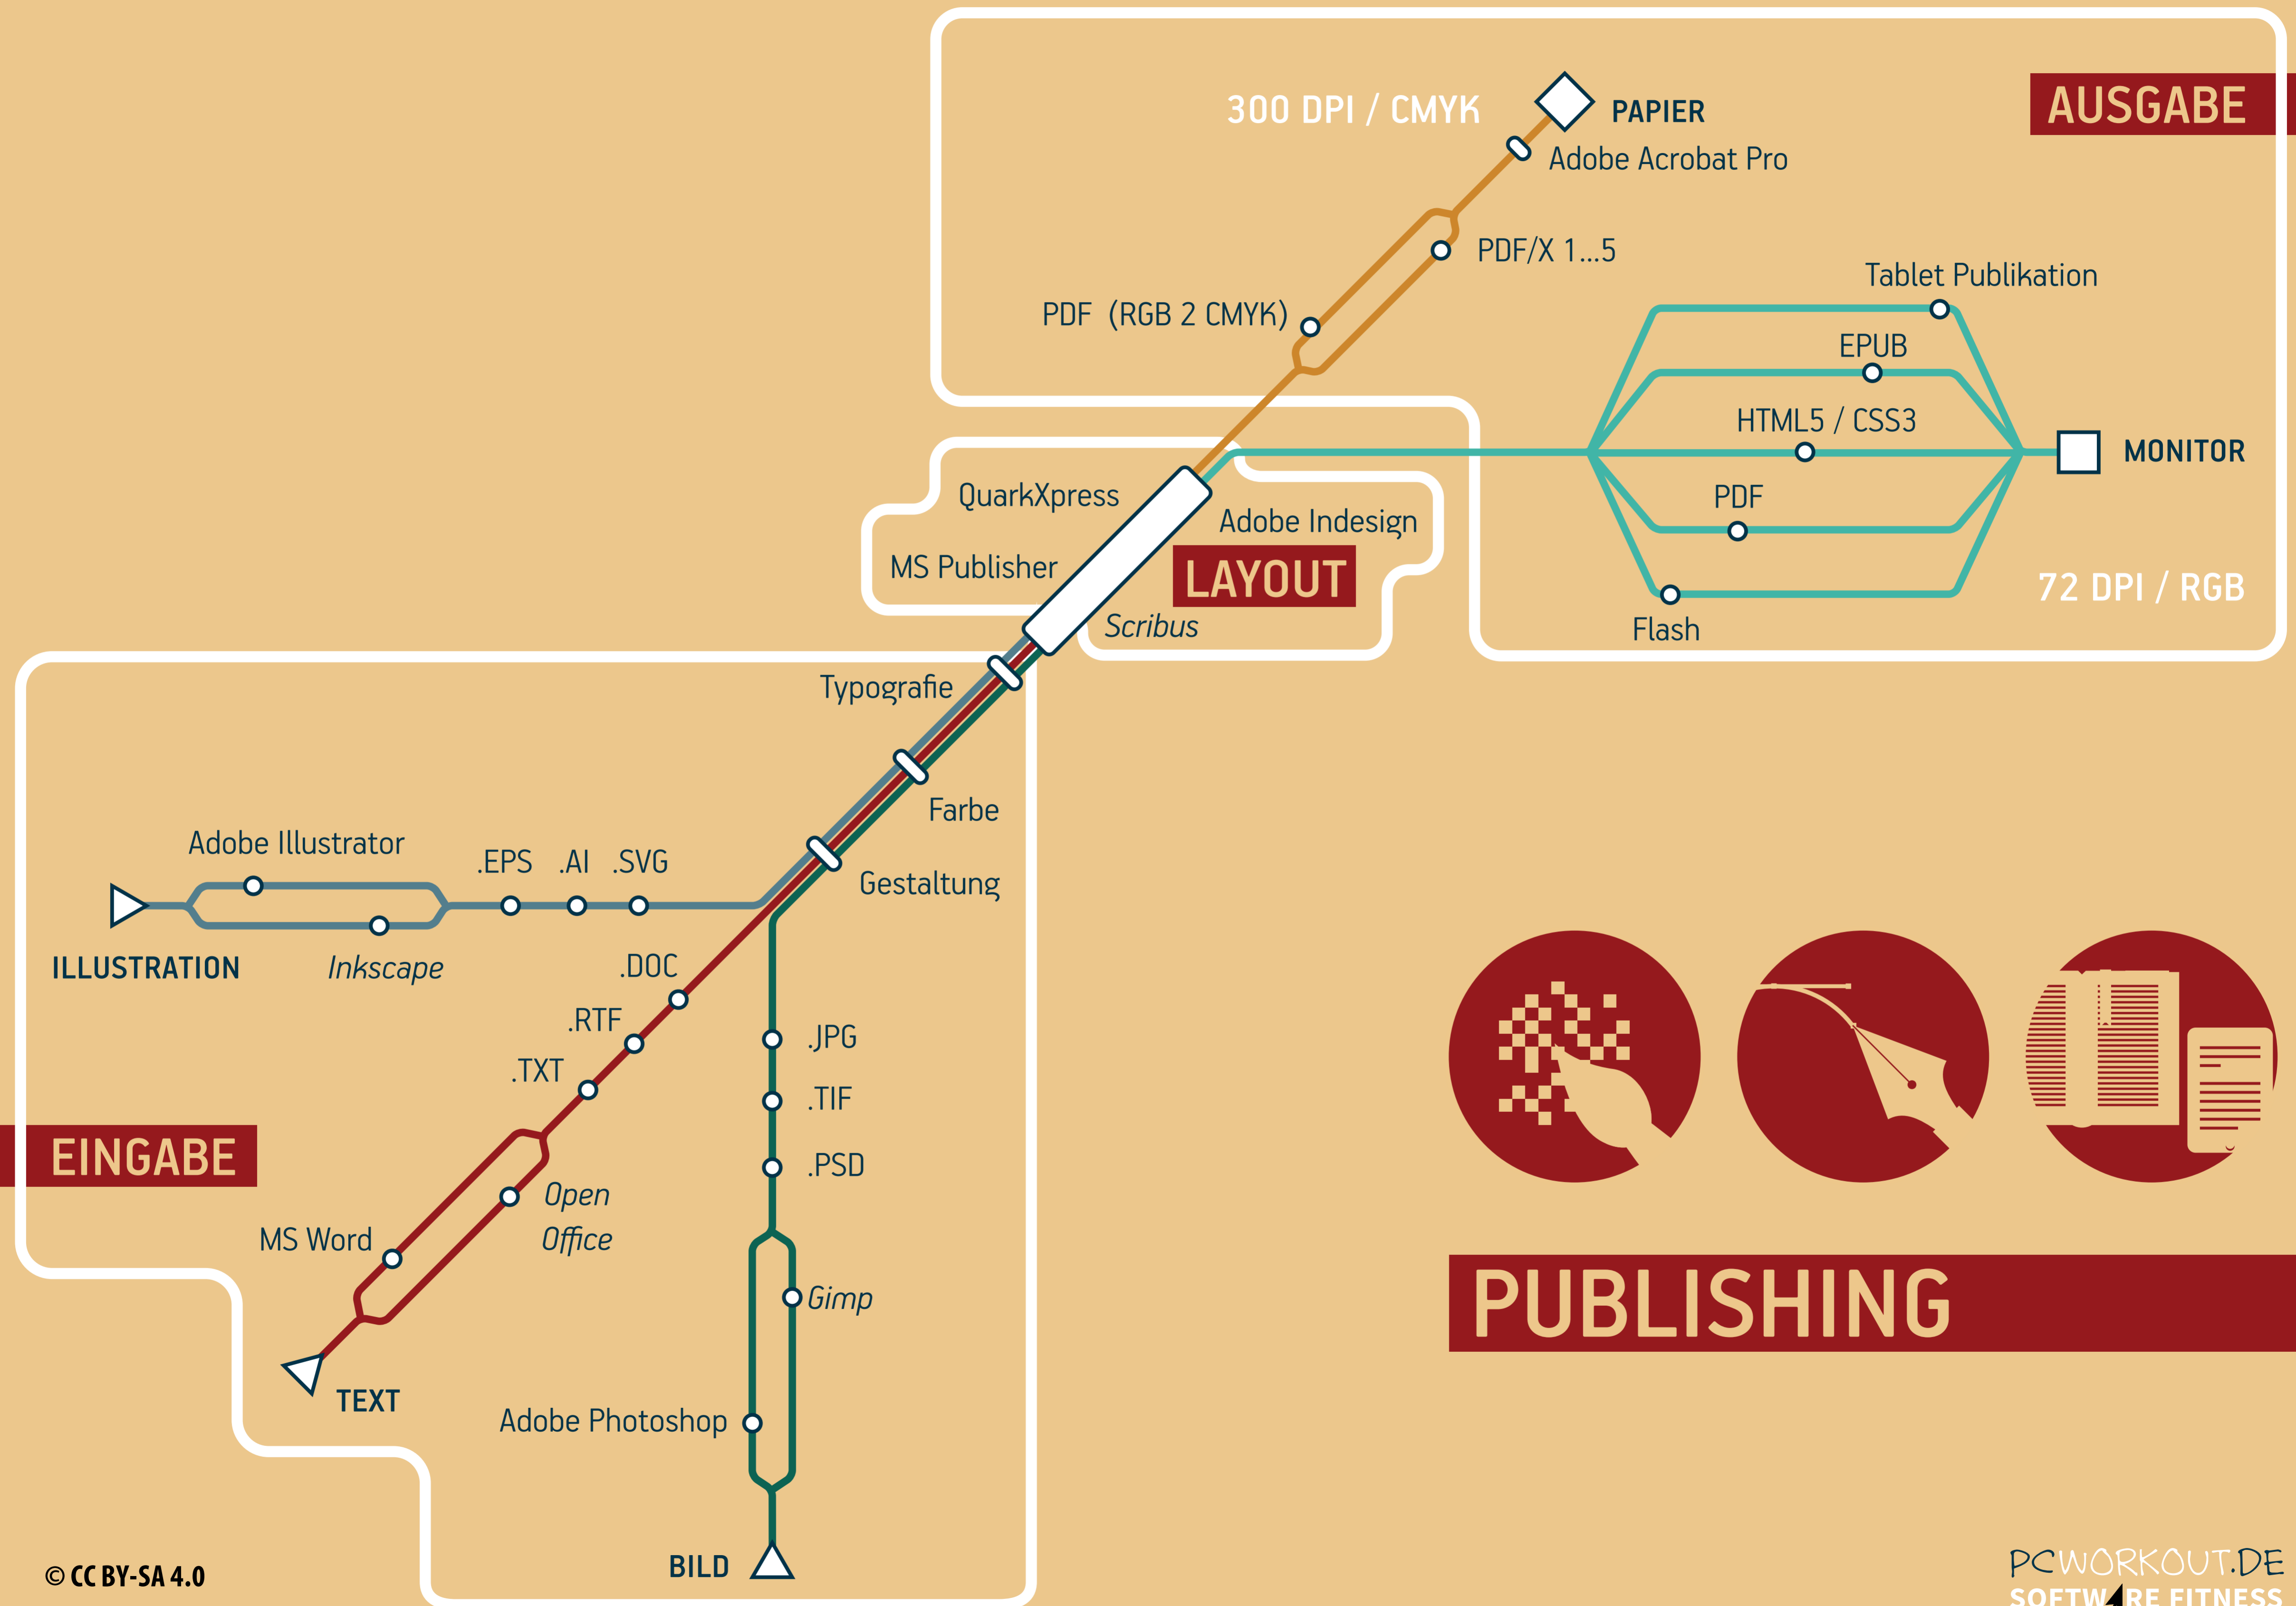 300 DPI / CMYK
PAPIER
AUSGABE
Adobe Acrobat Pro
PDF/X 1...5
PDF (RGB 2 CMYK)
Tablet Publikation
EPUB
HTML5 / CSS3
MONITOR
PDF
72 DPI / RGB
Flash
QuarkXpress
Adobe Indesign
MS Publisher
LAYOUT
Scribus
Typografie
Farbe
Gestaltung
Adobe Illustrator
.EPS
.AI
.SVG
ILLUSTRATION
Inkscape
.DOC
.RTF
.TXT
.JPG
.TIF
.PSD
EINGABE
Open
Office
MS Word
Gimp
TEXT
Adobe Photoshop
BILD
PUBLISHING
© CC BY-SA 4.0
PCWORKOUT.DE
SOFTWARE FITNESS